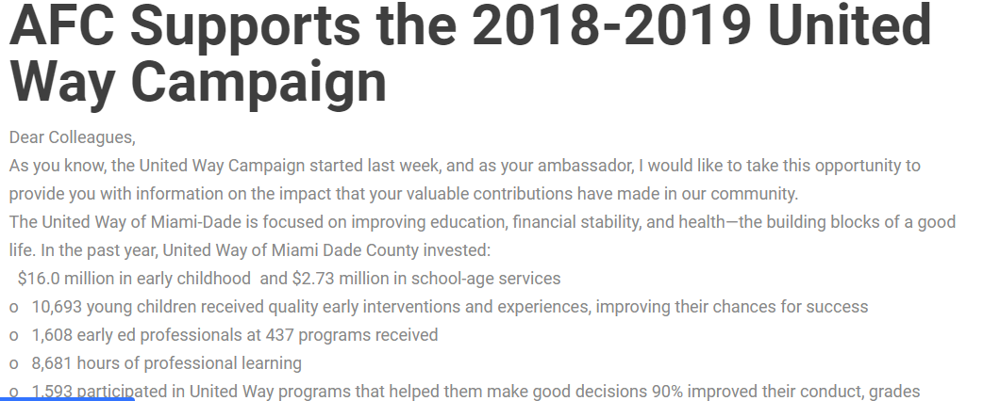 AFC Supports the 2018-2019 United
Way Campaign
Dear Colleagues,
As you know, the United Way Campaign started last week, and as your ambassador, I would like to take this opportunity to
provide you with information on the impact that your valuable contributions have made in our community.
The United Way of Miami-Dade is focused on improving education, financial stability, and health—the building blocks of a good
life. In the past year, United Way of Miami Dade County invested:
$16.0 million in early childhood  and $2.73 million in school-age services
o 10,693 young children received quality early interventions and experiences, improving their chances for success
o 1,608 early ed professionals at 437 programs received
o 8,681 hours of professional learning
o 1,593 participated in United Way programs that helped them make good decisions 90% improved their conduct, grades